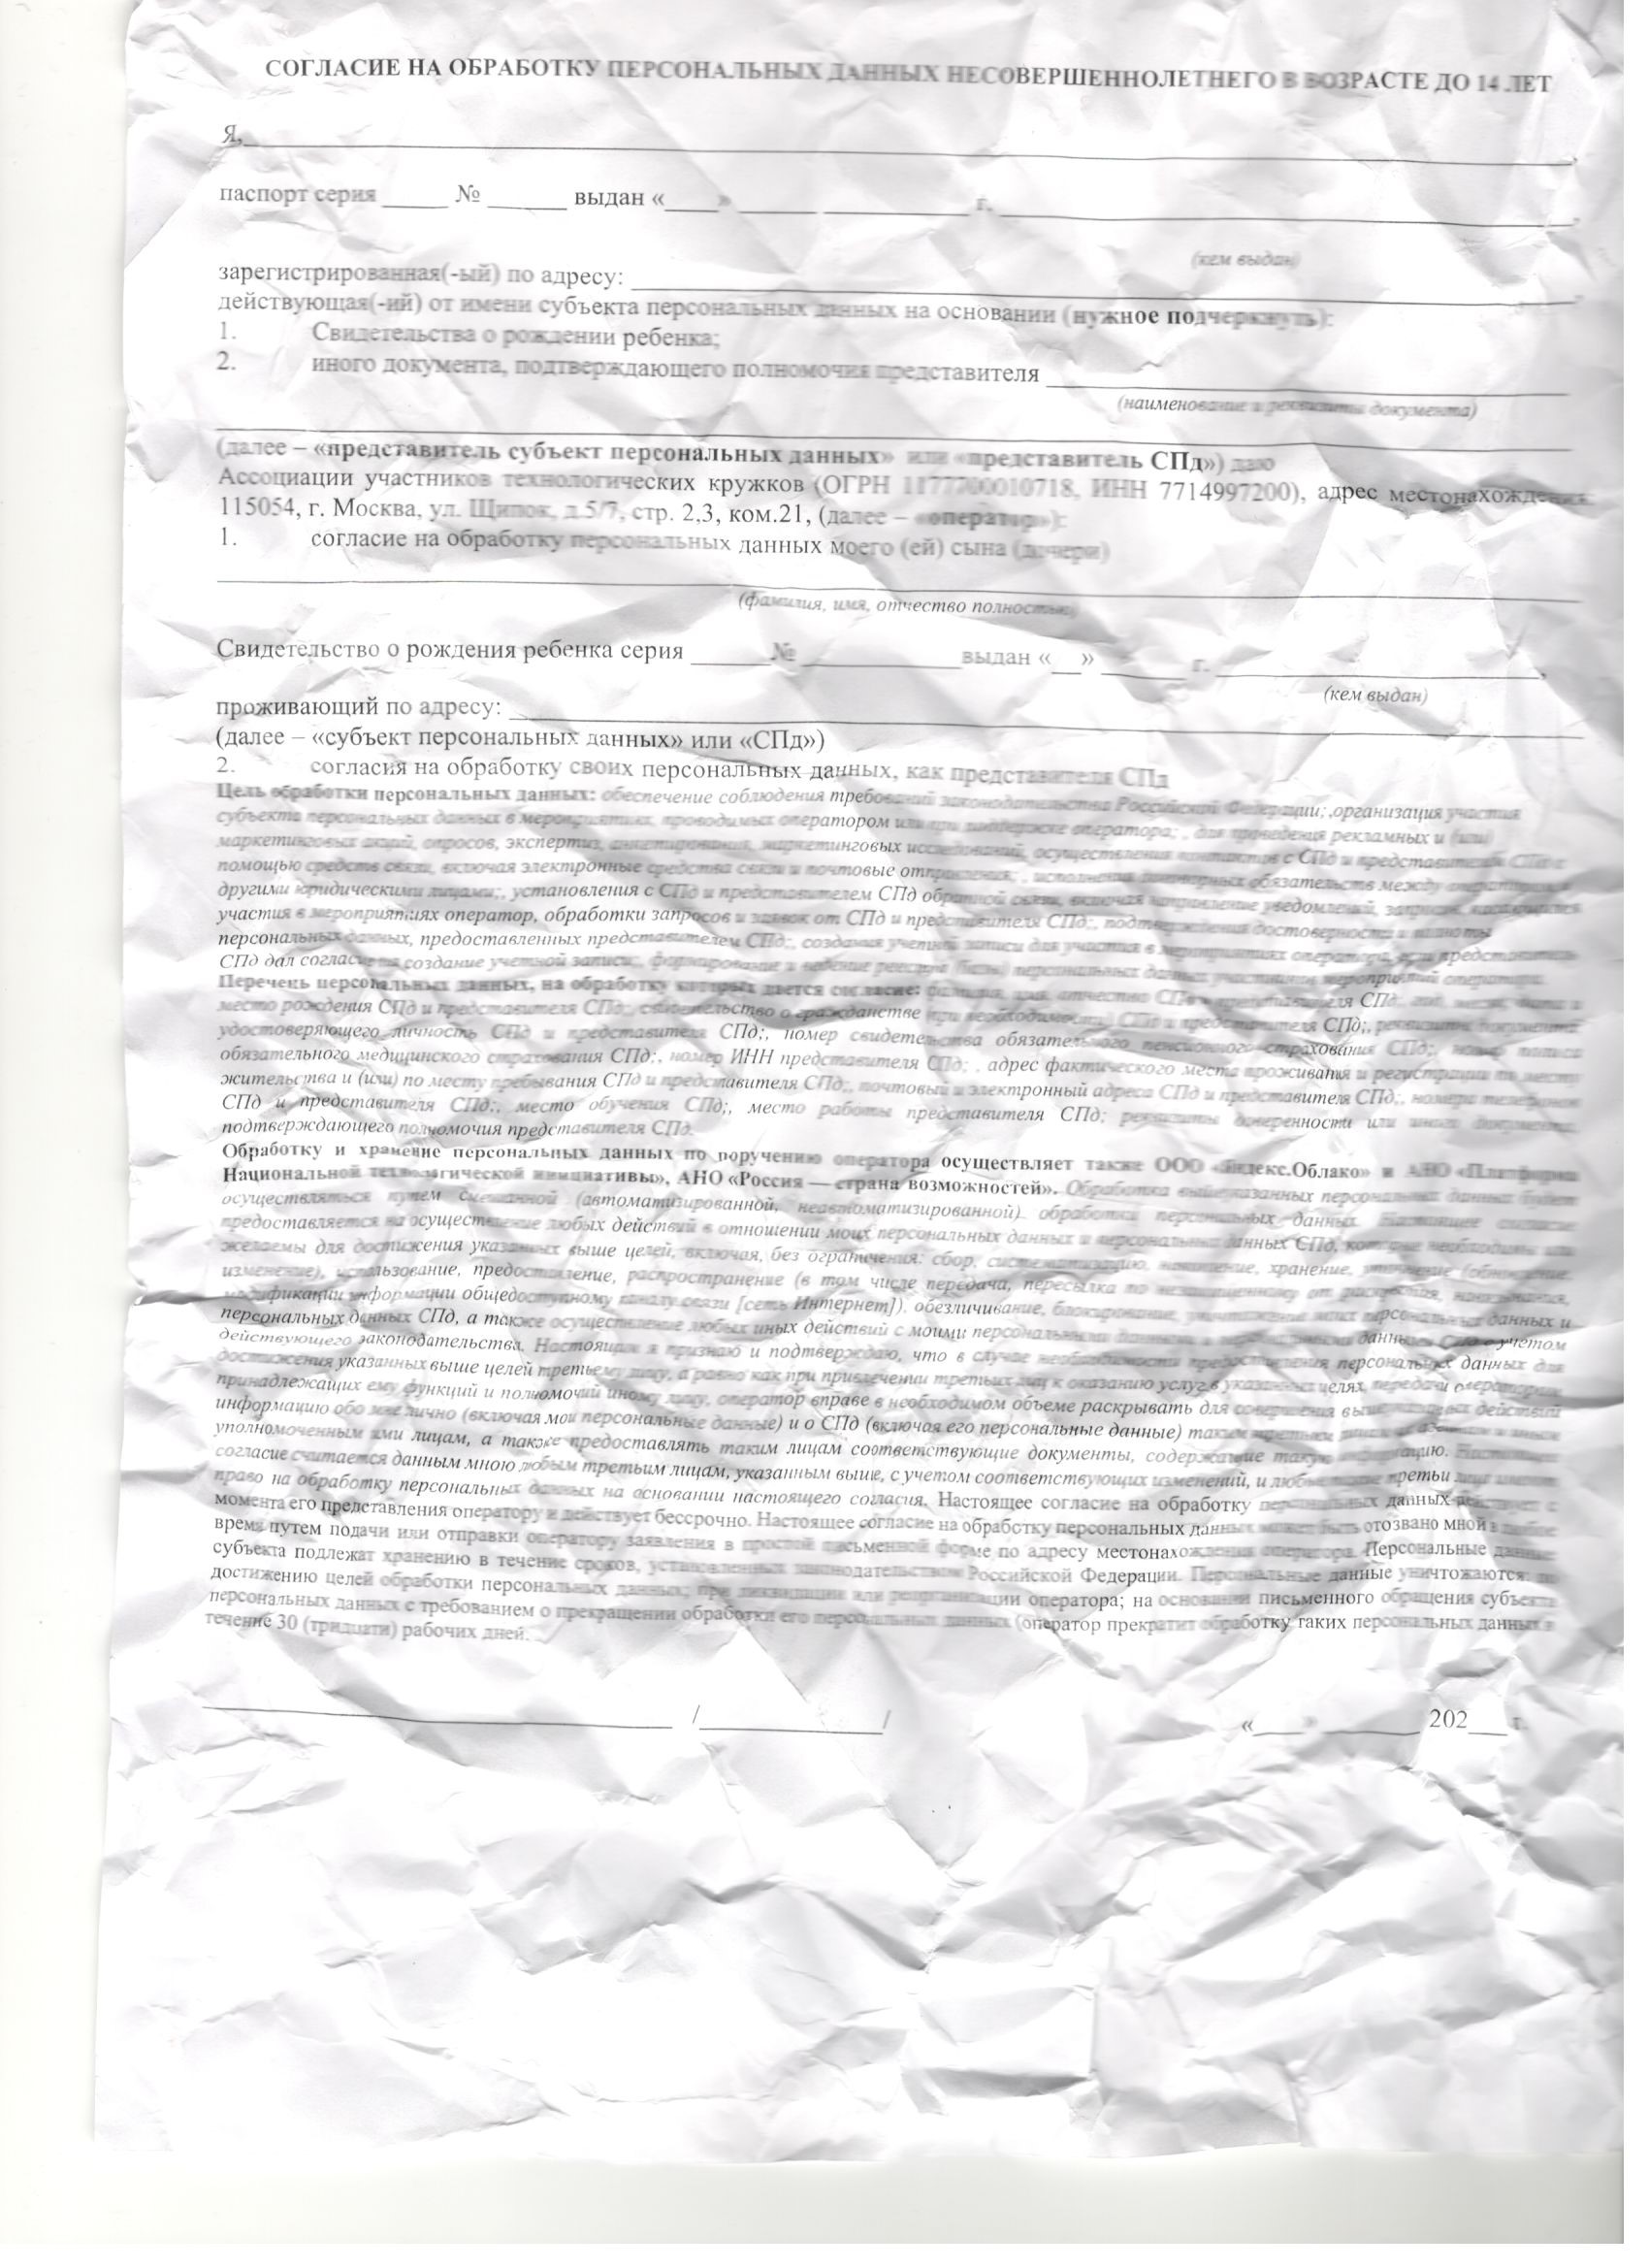 СОГЛАСИЕ НА ОБРАБОТКУ ПЕРСОНАЛЬНЫХ ДАННЫХ НЕСОВЕРШЕННОЛЕТНЕГО В ВОЗРАСТЕ ДО 14 ЛЕТ
Я,
паспорт серия № выдан « » г.
(кем выдан)
зарегистрированная(-ый) по адресу:
действующая(-ий) от имени субъекта персональных данных на основании (нужное подчеркнуть):
1. Свидетельства о рождении ребенка;
2. иного документа, подтверждающего полномочия представителя
(наименование и реквизиты документа)
(далее – «представитель субъект персональных данных» или «представитель СПд») даю
Ассоциации участников технологических кружков (ОГРН 1177700010718, ИНН 7714997200), адрес местонахождения
115054, г. Москва, ул. Щипок, д.5/7, стр. 2,3, ком.21, (далее – «оператор»):
1. согласие на обработку персональных данных моего (ей) сына (дочери)
(фамилия, имя, отчество полностью)
Свидетельство о рождения ребенка серия № выдан « » г.
(кем выдан)
проживающий по адресу:
(далее – «субъект персональных данных» или «СПд»)
2. согласия на обработку своих персональных данных, как представителя СПд
Цель обработки персональных данных: обеспечение соблюдения требований законодательства Российской Федерации; ,организация участия
субъекта персональных данных в мероприятиях, проводимых оператором или при поддержке оператора; , для проведения рекламных и (или)
маркетинговых акций, опросов, экспертиз, анкетирования, маркетинговых исследований, осуществления контактов с СПд и представителем СПд с
помощью средств связи, включая электронные средства связи и почтовые отправления; , исполнения договорных обязательств между оператором и
другими юридическими лицами;, установления с СПд и представителем СПд обратной связи, включая направление уведомлений, запросов, касающихся
участия в мероприятиях оператор, обработки запросов и заявок от СПд и представителя СПд;, подтверждения достоверности и полноты
персональных данных, предоставленных представителем СПд;, создания учетной записи для участия в мероприятиях оператора, если представитель
СПд дал согласие на создание учетной записи;, формирование и ведение реестра (базы) персональных данных участников мероприятий оператора.
Перечень персональных данных, на обработку которых дается согласие: фамилия, имя, отчество СПд и представителя СПд;, год, месяц, дата и
место рождения СПд и представителя СПд;, свидетельство о гражданстве (при необходимости) СПд и представителя СПд;, реквизиты документа,
удостоверяющего личность СПд и представителя СПд;, номер свидетельства обязательного пенсионного страхования СПд;, номер полиса
обязательного медицинского страхования СПд;, номер ИНН представителя СПд; , адрес фактического места проживания и регистрации по месту
жительства и (или) по месту пребывания СПд и представителя СПд;, почтовый и электронный адреса СПд и представителя СПд;, номера телефонов
СПд и представителя СПд;, место обучения СПд;, место работы представителя СПд; реквизиты доверенности или иного документа,
подтверждающего полномочия представителя СПд.
Обработку и хранение персональных данных по поручению оператора осуществляет также ООО «Яндекс.Облако» и АНО «Платформа
Национальной технологической инициативы», АНО «Россия — страна возможностей». Обработка вышеуказанных персональных данных будет
осуществляться путем смешанной (автоматизированной, неавтоматизированной) обработки персональных данных. Настоящее согласие
предоставляется на осуществление любых действий в отношении моих персональных данных и персональных данных СПд, которые необходимы или
желаемы для достижения указанных выше целей, включая, без ограничения: сбор, систематизацию, накопление, хранение, уточнение (обновление,
изменение), использование, предоставление, распространение (в том числе передача, пересылка по незащищенному от раскрытия, копирования,
модификации информации общедоступному каналу связи [сеть Интернет]), обезличивание, блокирование, уничтожение моих персональных данных и
персональных данных СПд, а также осуществление любых иных действий с моими персональными данными и персональными данными СПд с учетом
действующего законодательства. Настоящим я признаю и подтверждаю, что в случае необходимости предоставления персональных данных для
достижения указанных выше целей третьему лицу, а равно как при привлечении третьих лиц к оказанию услуг в указанных целях, передачи оператором
принадлежащих ему функций и полномочий иному лицу, оператор вправе в необходимом объеме раскрывать для совершения вышеуказанных действий
информацию обо мне лично (включая мои персональные данные) и о СПд (включая его персональные данные) таким третьим лицам, их агентам и иным
уполномоченным ими лицам, а также предоставлять таким лицам соответствующие документы, содержащие такую информацию. Настоящее
согласие считается данным мною любым третьим лицам, указанным выше, с учетом соответствующих изменений, и любые такие третьи лица имеют
право на обработку персональных данных на основании настоящего согласия. Настоящее согласие на обработку персональных данных действует с
момента его представления оператору и действует бессрочно. Настоящее согласие на обработку персональных данных может быть отозвано мной в любое
время путем подачи или отправки оператору заявления в простой письменной форме по адресу местонахождения оператора. Персональные данные
субъекта подлежат хранению в течение сроков, установленных законодательством Российской Федерации. Персональные данные уничтожаются: по
достижению целей обработки персональных данных; при ликвидации или реорганизации оператора; на основании письменного обращения субъекта
персональных данных с требованием о прекращении обработки его персональных данных (оператор прекратит обработку таких персональных данных в
течение 30 (тридцати) рабочих дней.
/ / « » 202 г.